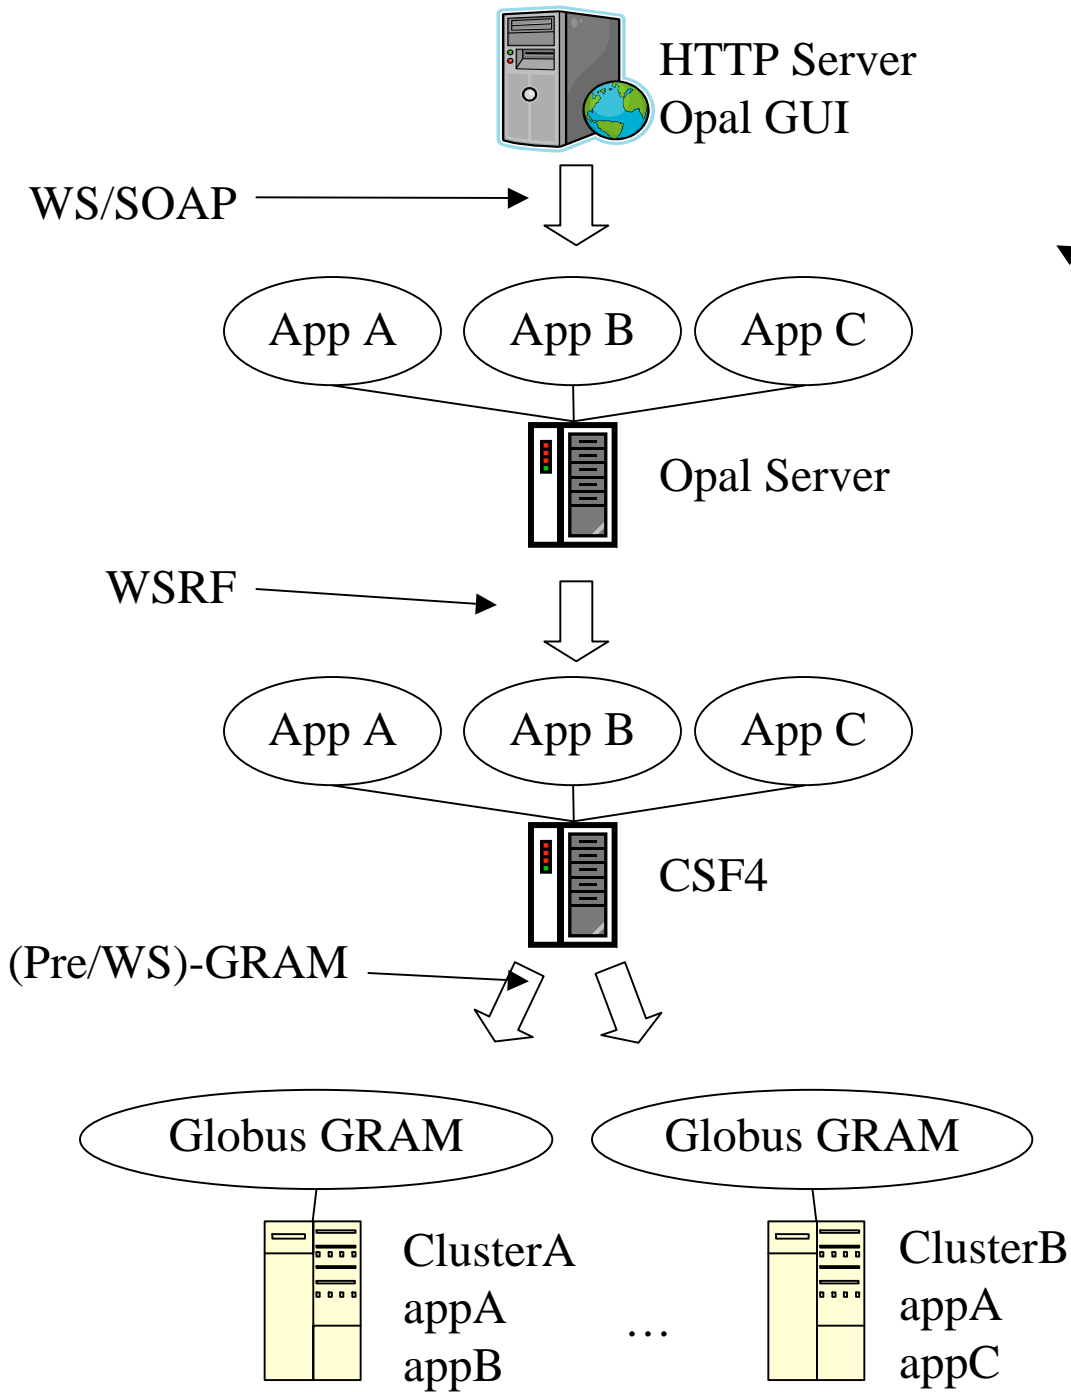 HTTP Server
Opal GUI
WS/SOAP
App A
App B
App C
Opal Server
WSRF
App A
App B
App C
CSF4
(Pre/WS)-GRAM
Globus GRAM
Globus GRAM
ClusterA
appA
appB
...
ClusterB
appA
appC